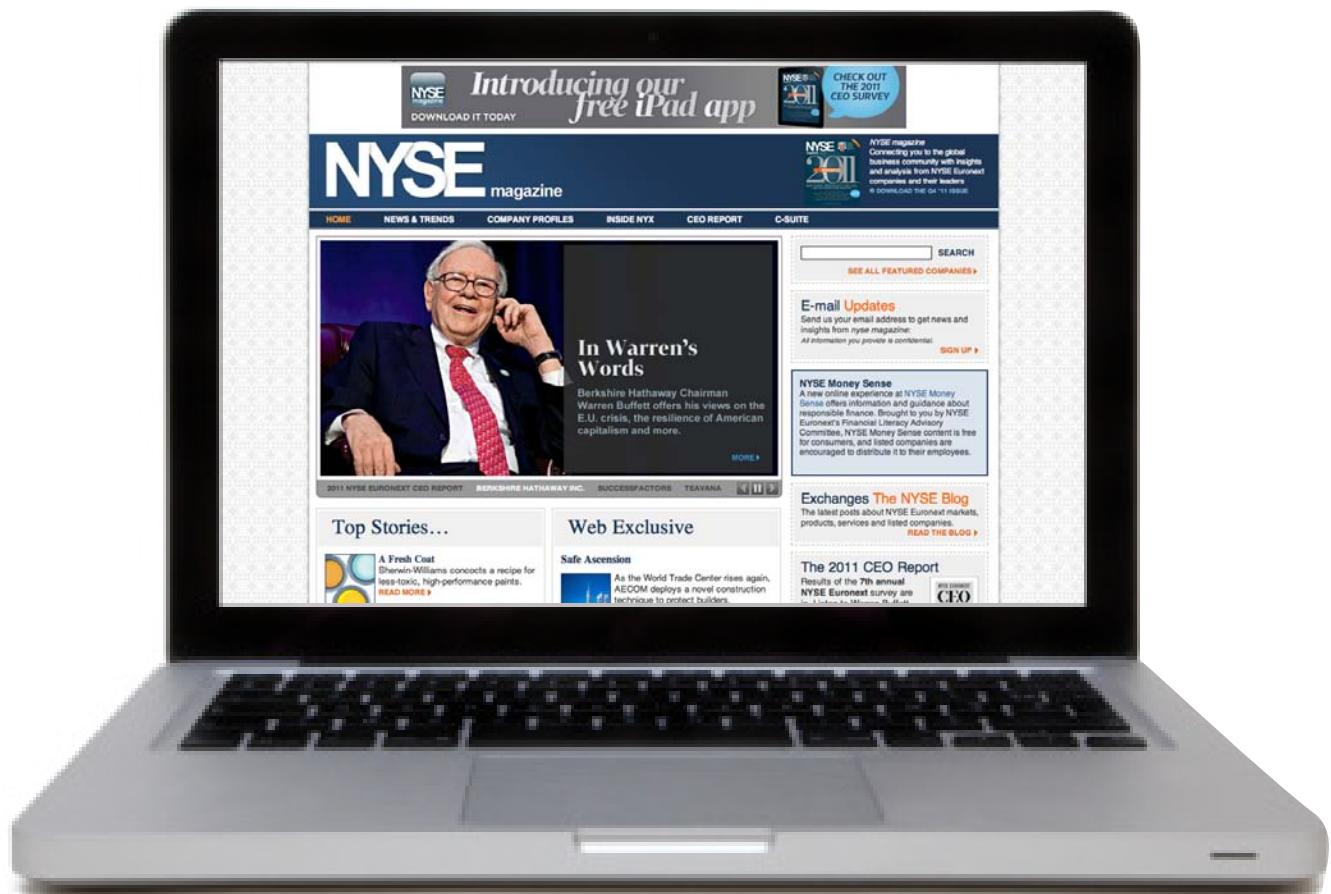 NYSE
magazine
DOWNLOAD IT TODAY
Introducing our
free iPad app
NYSE
2011
CHECK OUT
THE 2011
CEO SURVEY
NYSE magazine
NYSE
2011
NYSE magazine
Connecting you to the global
business community with insights
and analysis from NYSE Euronext
companies and their leaders
DOWNLOAD THE Q4 '11 ISSUE
HOME NEWS & TRENDS COMPANY PROFILES INSIDE NYX CEO REPORT C-SUITE
In Warren's
Words
Berkshire Hathaway Chairman
Warren Buffett offers his views on the
E.U. crisis, the resilience of American
capitalism and more.
MORE
2011 NYSE EURONEXT CEO REPORT BERKSHIRE HATHAWAY INC. SUCCESSFACTORS TEAVANA
SEARCH
SEE ALL FEATURED COMPANIES
E-mail Updates
Send us your email address to get news and
insights from nyse magazine:
All information you provide is confidential.
SIGN UP
NYSE Money Sense
A new online experience at NYSE Money
Sense offers information and guidance about
responsible finance. Brought to you by NYSE
Euronext's Financial Literacy Advisory
Committee, NYSE Money Sense content is free
for consumers, and listed companies are
encouraged to distribute it to their employees.
Exchanges The NYSE Blog
The latest posts about NYSE Euronext markets,
products, services and listed companies.
READ THE BLOG
The 2011 CEO Report
Results of the 7th annual
NYSE Euronext survey are
in. Listen to Warren Buffett
NYSE EURONEXT
CEO
Top Stories…
A Fresh Coat
Sherwin-Williams concocts a recipe for
less-toxic, high-performance paints.
READ MORE
Web Exclusive
Safe Ascension
As the World Trade Center rises again,
AECOM deploys a novel construction
technique to protect builders.